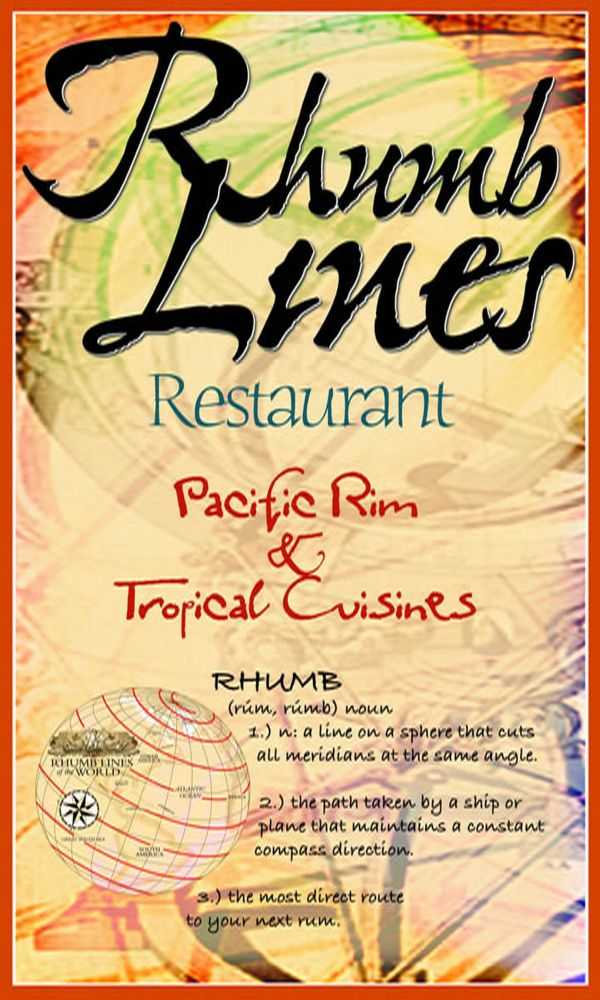 Rhumb
Lines
Restaurant
Pacific Rim
&
Tropical Cuisines
RHUMB
(rúm, rúmb) noun
1.) n: a line on a sphere that cuts
all meridians at the same angle.
2.) the path taken by a ship or
plane that maintains a constant
compass direction.
3.) the most direct route
to your next rum.
RHUMB LINES
of the WORLD
ATLANTIC
OCEAN
SOUTH
AMERICA